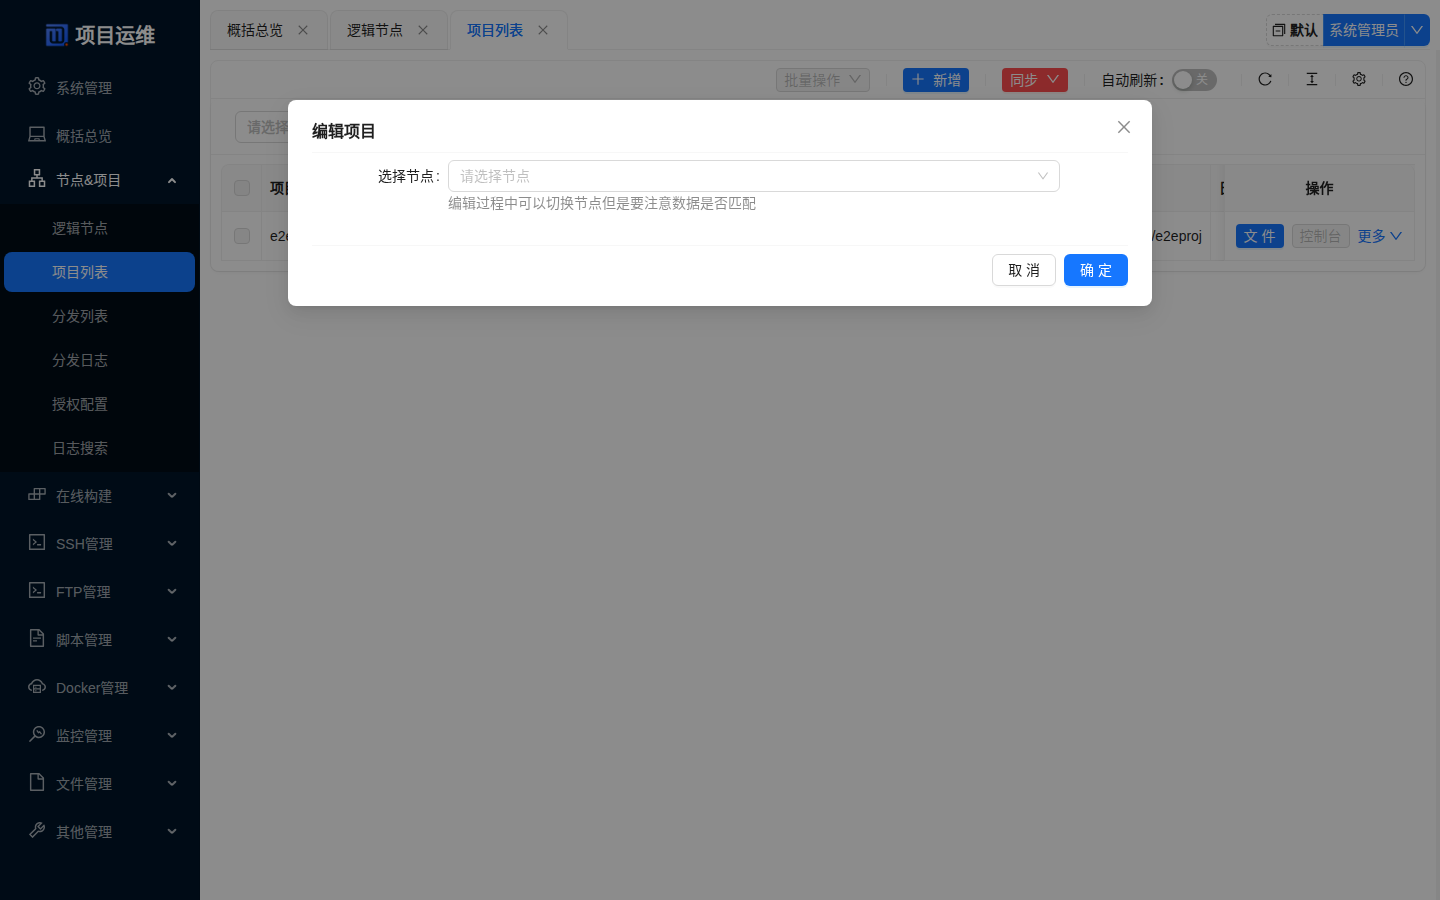 项目运维
系统管理
概括总览
节点&项目
逻辑节点
项目列表
分发列表
分发日志
授权配置
日志搜索
在线构建
SSH管理
FTP管理
脚本管理
Docker管理
监控管理
文件管理
其他管理
概括总览 逻辑节点 项目列表
默认 系统管理员
批量操作 新增 同步 自动刷新： 关
请选择
操作
/e2eproj 文 件 控制台 更多
编辑项目
选择节点： 请选择节点
编辑过程中可以切换节点但是要注意数据是否匹配
取 消 确 定